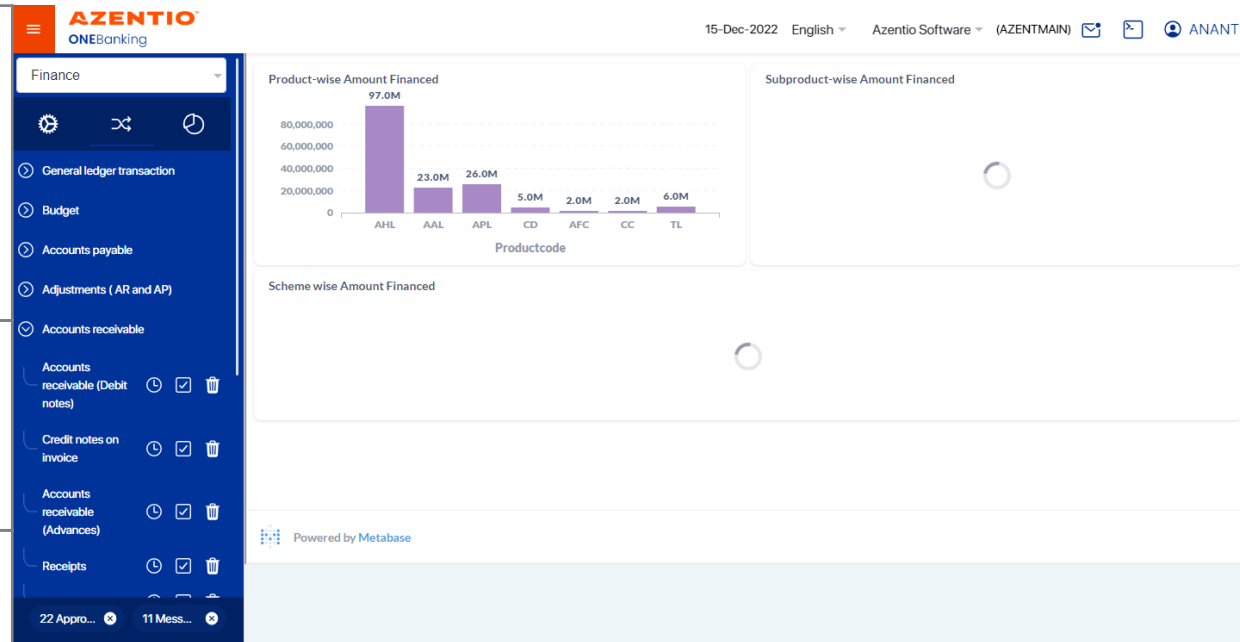 AZENTIO™
ONEBanking
15-Dec-2022 English Azentio Software (AZENTMAIN) ANANT
Finance
General ledger transaction
Budget
Accounts payable
Adjustments ( AR and AP)
Accounts receivable
Accounts
receivable (Debit
notes)
Credit notes on
invoice
Accounts
receivable
(Advances)
Receipts
22 Appro...
11 Mess...
Product-wise Amount Financed
97.0M
80,000,000
60,000,000
40,000,000
20,000,000
0
23.0M
26.0M
5.0M
2.0M
2.0M
6.0M
AHL AAL APL CD AFC CC TL
Productcode
Subproduct-wise Amount Financed
Scheme wise Amount Financed
Powered by Metabase